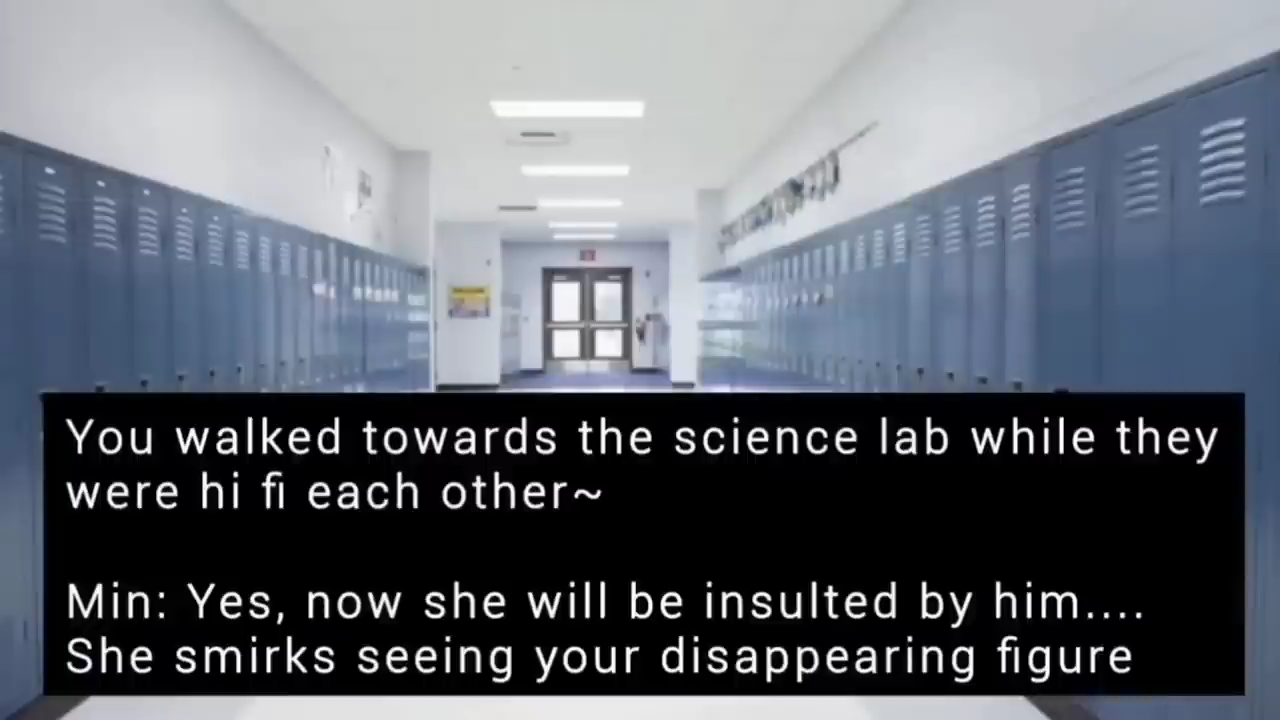 You walked towards the science lab while they
were hi fi each other~
Min: Yes, now she will be insulted by him....
She smirks seeing your disappearing figure